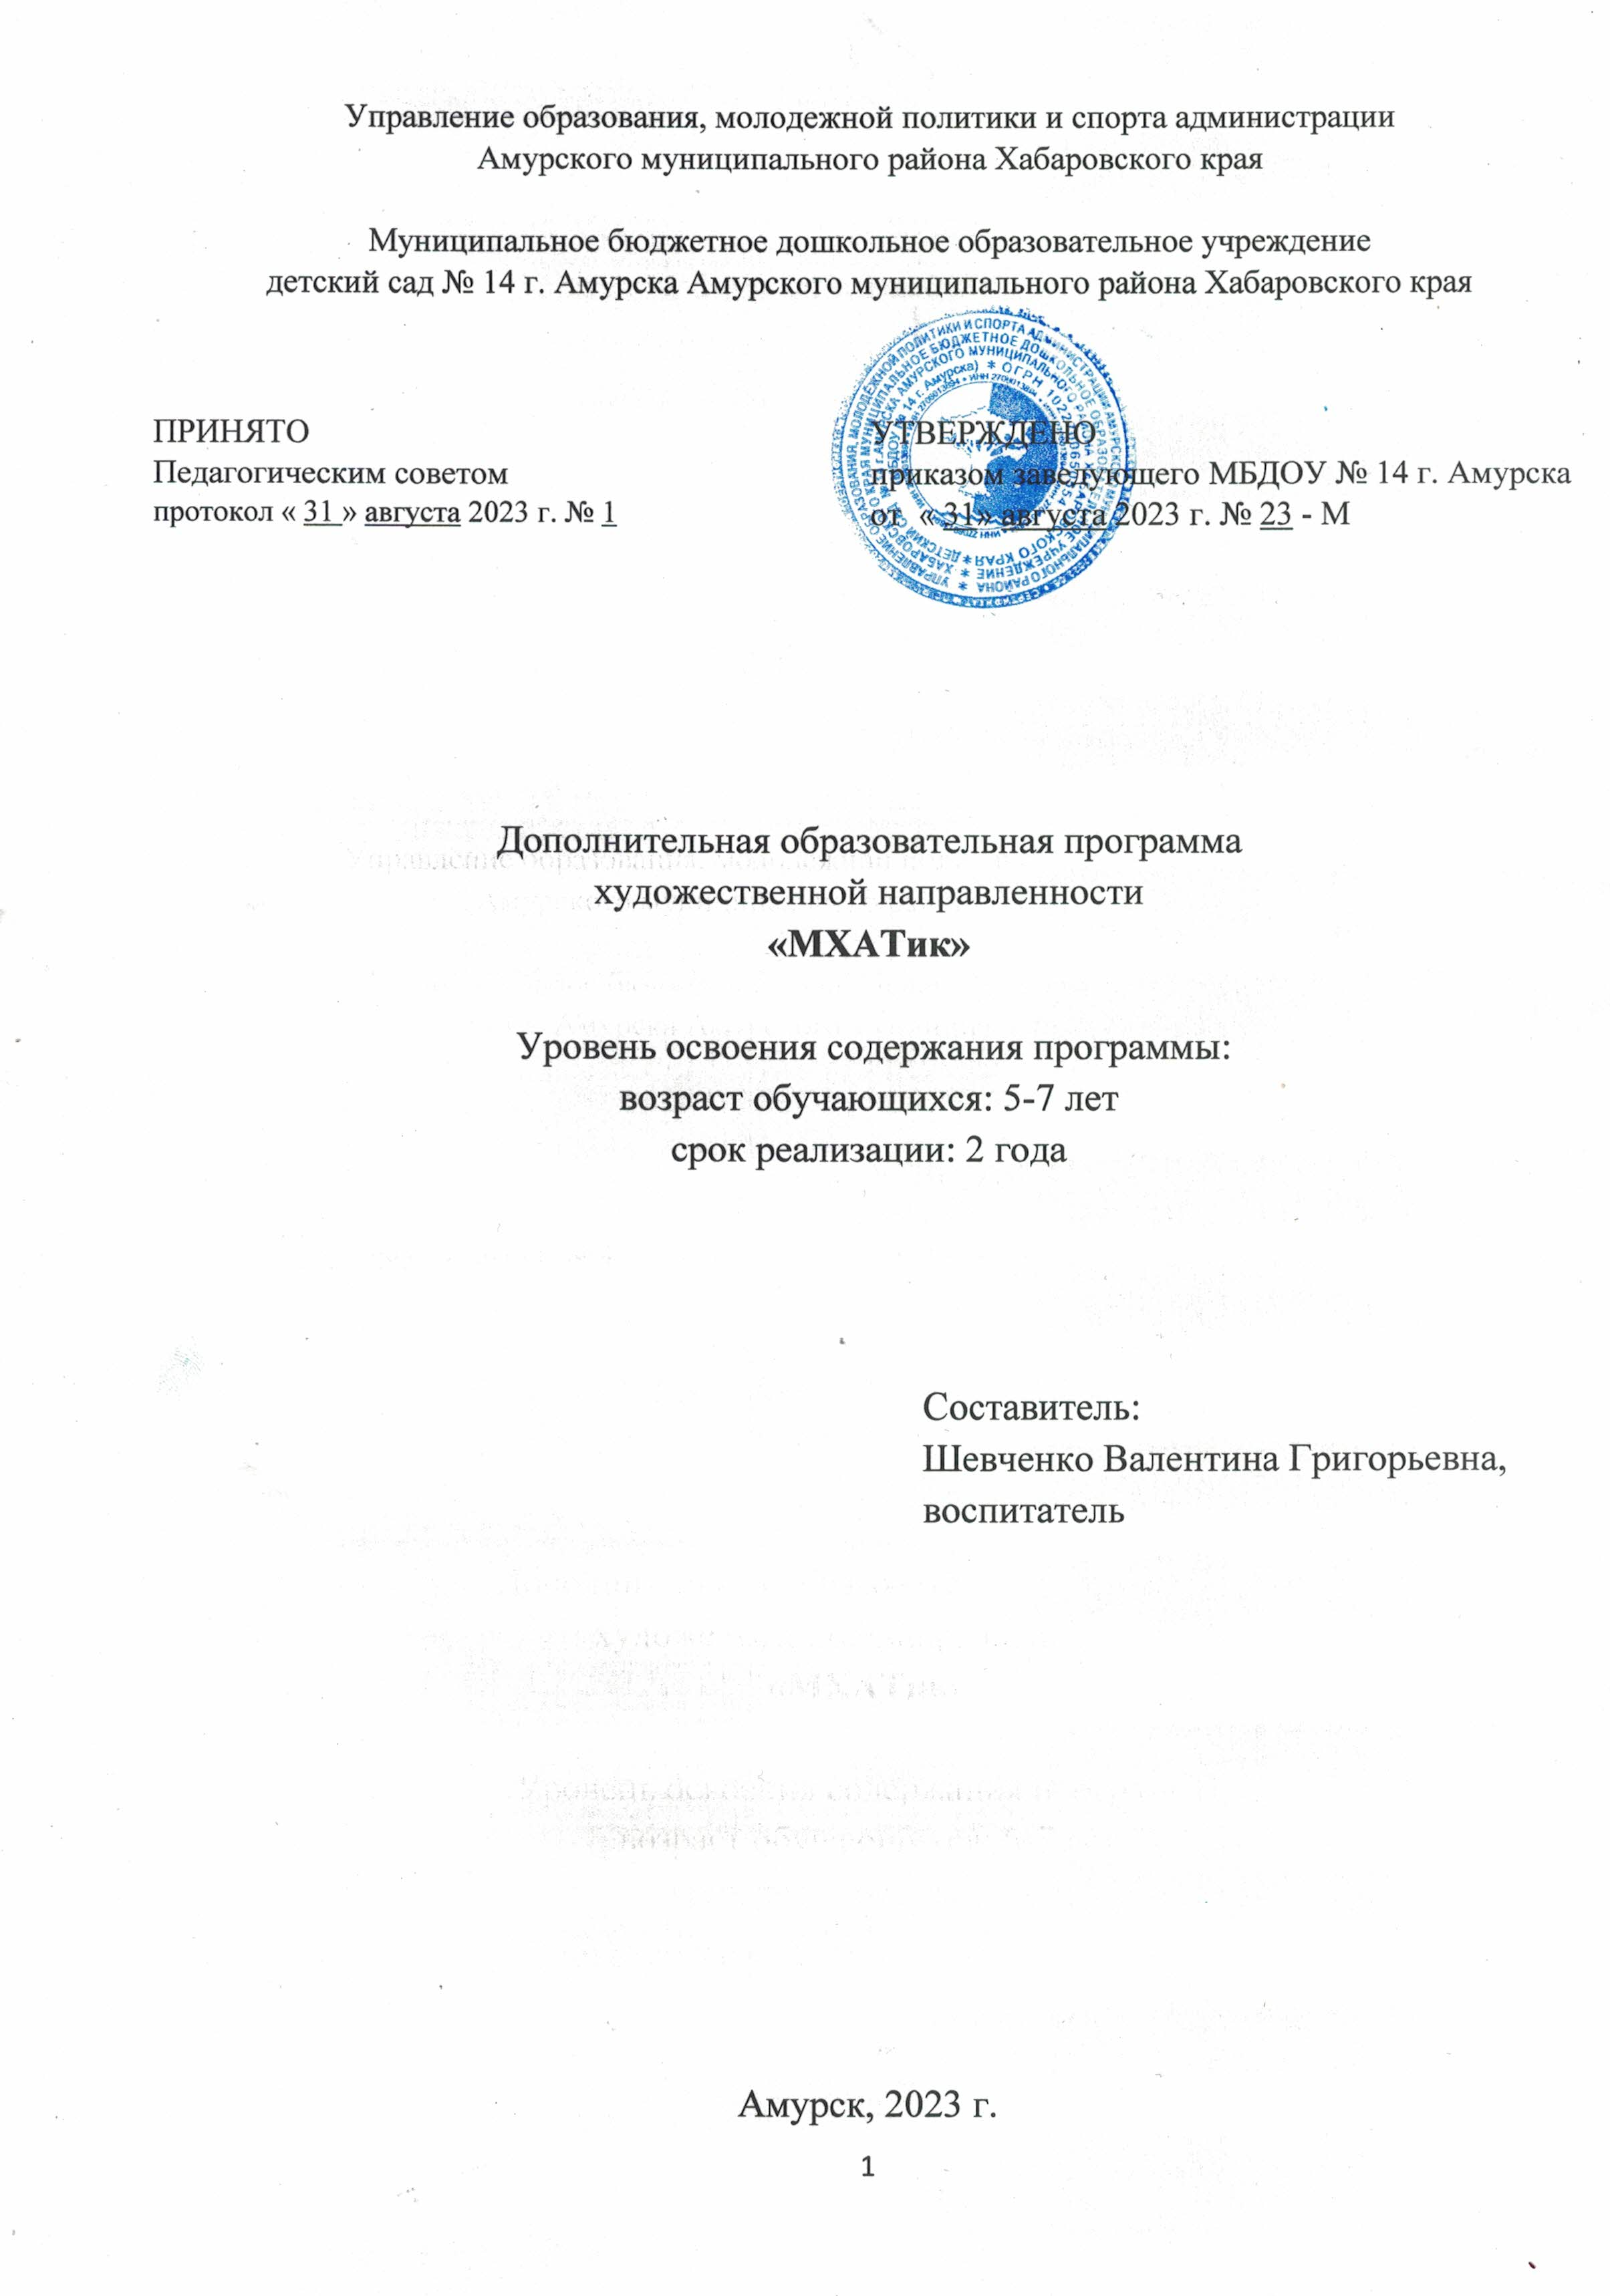 Управление образования, молодежной политики и спорта администрации
Амурского муниципального района Хабаровского края
Муниципальное бюджетное дошкольное образовательное учреждение
детский сад № 14 г. Амурска Амурского муниципального района Хабаровского края
ПРИНЯТО
Педагогическим советом
протокол « 31 » августа 2023 г. № 1
УТВЕРЖДЕНО
приказом заведующего МБДОУ № 14 г. Амурска
от « 31» августа 2023 г. № 23 - М
Дополнительная образовательная программа
художественной направленности
«МХАТик»
Уровень освоения содержания программы:
возраст обучающихся: 5-7 лет
срок реализации: 2 года
Составитель:
Шевченко Валентина Григорьевна,
воспитатель
Амурск, 2023 г.
1